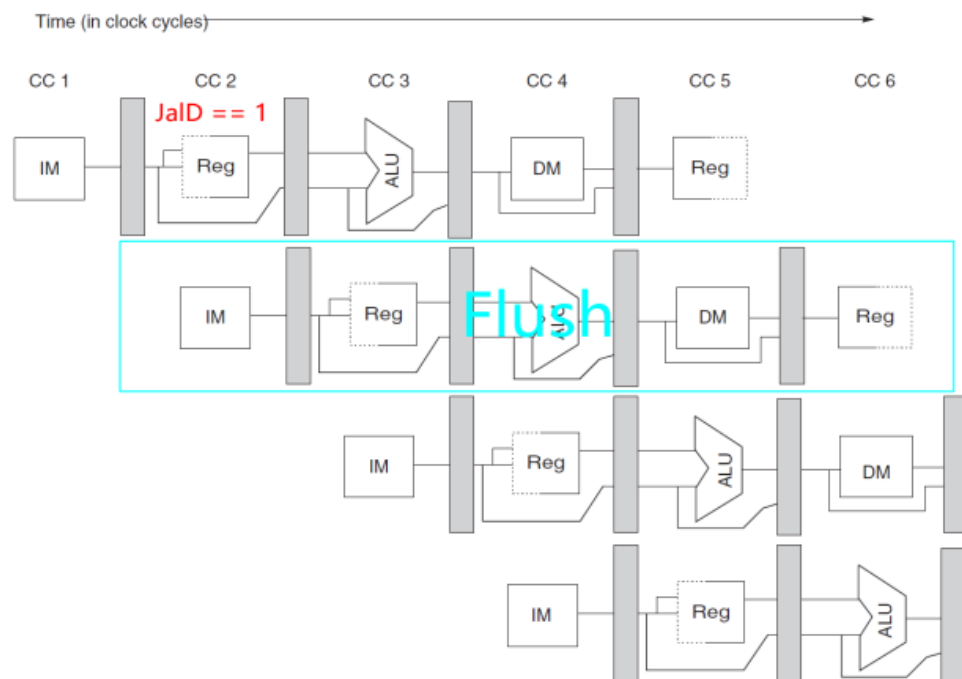 Time (in clock cycles)
CC 1 CC 2 CC 3 CC 4 CC 5 CC 6
JalD == 1
IM Reg ALU DM Reg
IM Reg Flush ALU DM Reg
IM Reg ALU DM
IM Reg ALU